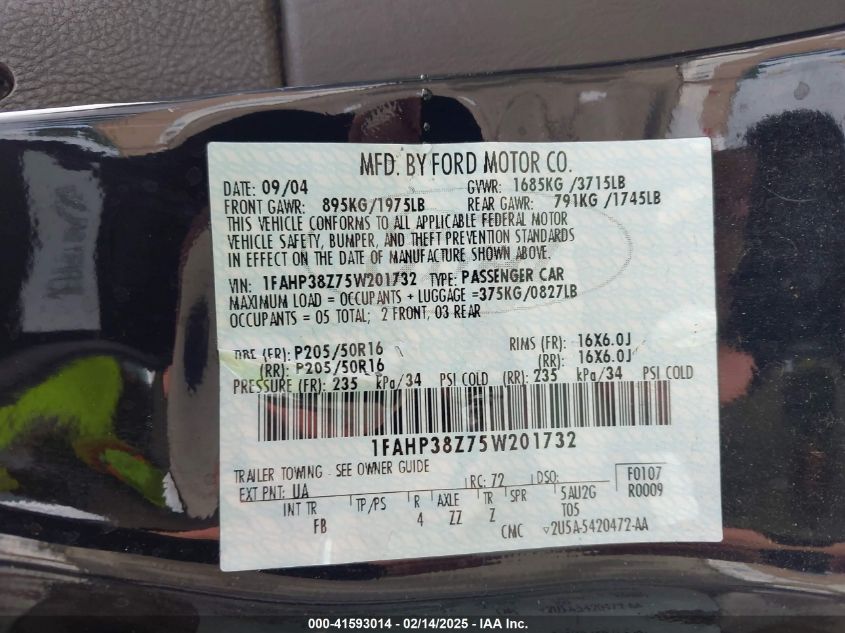 MFD. BY FORD MOTOR CO.
DATE: 09/04 GVWR: 1685KG /3715LB
FRONT GAWR: 895KG/1975LB REAR GAWR: 791KG /1745LB
THIS VEHICLE CONFORMS TO ALL APPLICABLE FEDERAL MOTOR
VEHICLE SAFETY, BUMPER, AND THEFT PREVENTION STANDARDS
IN EFFECT ON THE DATE OF MANUFACTURE SHOWN ABOVE.
VIN: 1FAHP38Z75W201732 TYPE: PASSENGER CAR
MAXIMUM LOAD = OCCUPANTS + LUGGAGE =375KG/0827LB
OCCUPANTS = 05 TOTAL; 2 FRONT, 03 REAR
TIRE (FR): P205/50R16 RIMS (FR): 16X6.0J
(RR): P205/50R16 (RR): 16X6.0J
PRESSURE (FR): 235 kPa/34 PSI COLD (RR): 235 kPa/34 PSI COLD
1FAHP38Z75W201732
TRAILER TOWING - SEE OWNER GUIDE
EXT PNT: UA RC: 72 DSO: F0107
INT TR TP/PS R AXLE TR SPR 5AU2G R0009
FB 4 ZZ Z T05
CMC 2U5A-5420472-AA
000-41593014 - 02/14/2025 - IAA Inc.